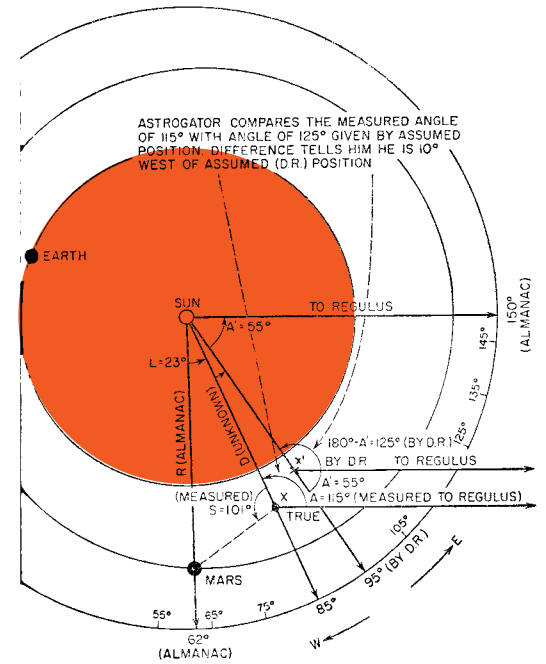 ASTROGATOR COMPARES THE MEASURED ANGLE
OF 115° WITH ANGLE OF 125° GIVEN BY ASSUMED
POSITION. DIFFERENCE TELLS HIM HE IS 10°
WEST OF ASSUMED (D.R.) POSITION
EARTH
SUN
TO REGULUS
150°
(ALMANAC)
A'=55°
145°
L=23°
135°
R (ALMANAC)
D (UNKNOWN)
125°
180°-A'=125° (BY D.R.)
X'
BY D.R. TO REGULUS
A'=55°
(MEASURED)
S=101°
X
A=115° (MEASURED TO REGULUS)
TRUE
105°
E
95° (BY D.R.)
MARS
85°
75°
65°
55°
62°
(ALMANAC)
W